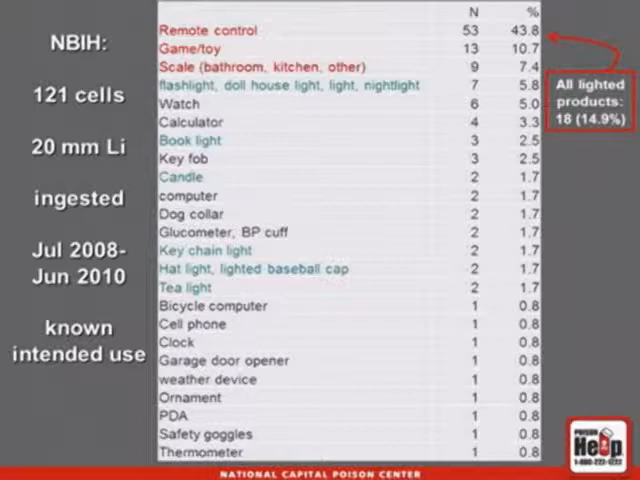 NBIH:
121 cells
20 mm Li
ingested
Jul 2008-
Jun 2010
known
intended use
N %
Remote control 53 43.8
Game/toy 13 10.7
Scale (bathroom, kitchen, other) 9 7.4
flashlight, doll house light, light, nightlight 7 5.8
Watch 6 5.0
Calculator 4 3.3
Book light 3 2.5
Key fob 3 2.5
Candle 2 1.7
computer 2 1.7
Dog collar 2 1.7
Glucometer, BP cuff 2 1.7
Key chain light 2 1.7
Hat light, lighted baseball cap 2 1.7
Tea light 2 1.7
Bicycle computer 1 0.8
Cell phone 1 0.8
Clock 1 0.8
Garage door opener 1 0.8
weather device 1 0.8
Ornament 1 0.8
PDA 1 0.8
Safety goggles 1 0.8
Thermometer 1 0.8
All lighted
products:
18 (14.9%)
POISON
Help
1-800-222-1222
NATIONAL CAPITAL POISON CENTER